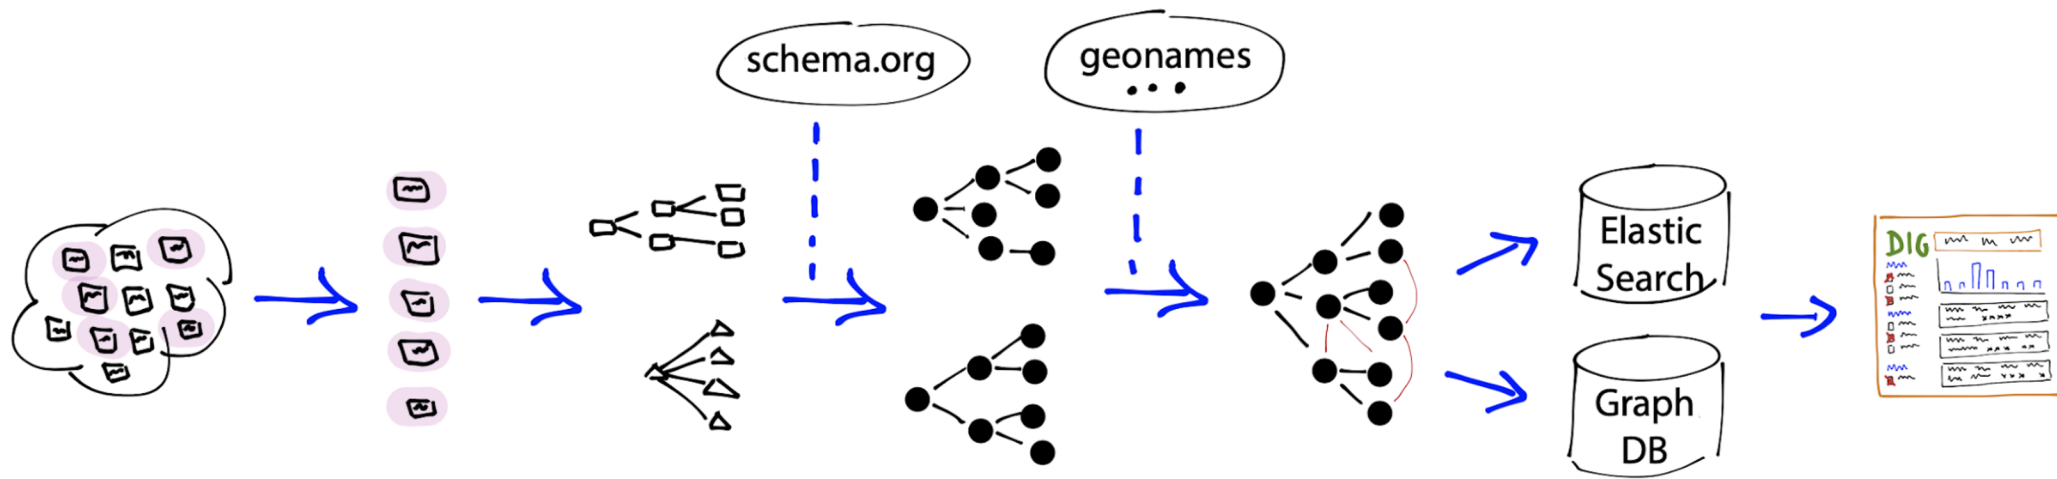 schema.org
geonames
...
Elastic
Search
Graph
DB
DIG